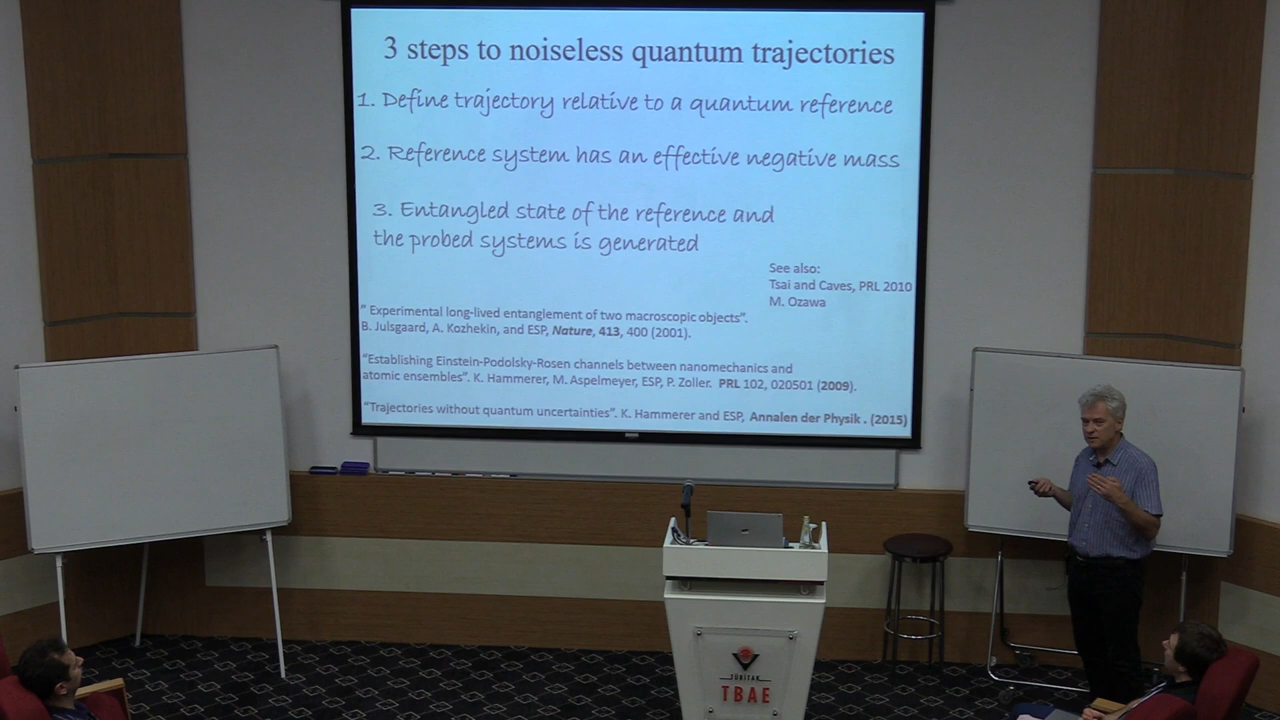 3 steps to noiseless quantum trajectories
1. Define trajectory relative to a quantum reference
2. Reference system has an effective negative mass
3. Entangled state of the reference and
the probed systems is generated
See also:
Tsai and Caves, PRL 2010
M. Ozawa
" Experimental long-lived entanglement of two macroscopic objects".
B. Julsgaard, A. Kozhekin, and ESP, Nature, 413, 400 (2001).
"Establishing Einstein-Podolsky-Rosen channels between nanomechanics and
atomic ensembles". K. Hammerer, M. Aspelmeyer, ESP, P. Zoller. PRL 102, 020501 (2009).
"Trajectories without quantum uncertainties". K. Hammerer and ESP, Annalen der Physik . (2015)
TÜBİTAK
TBAE